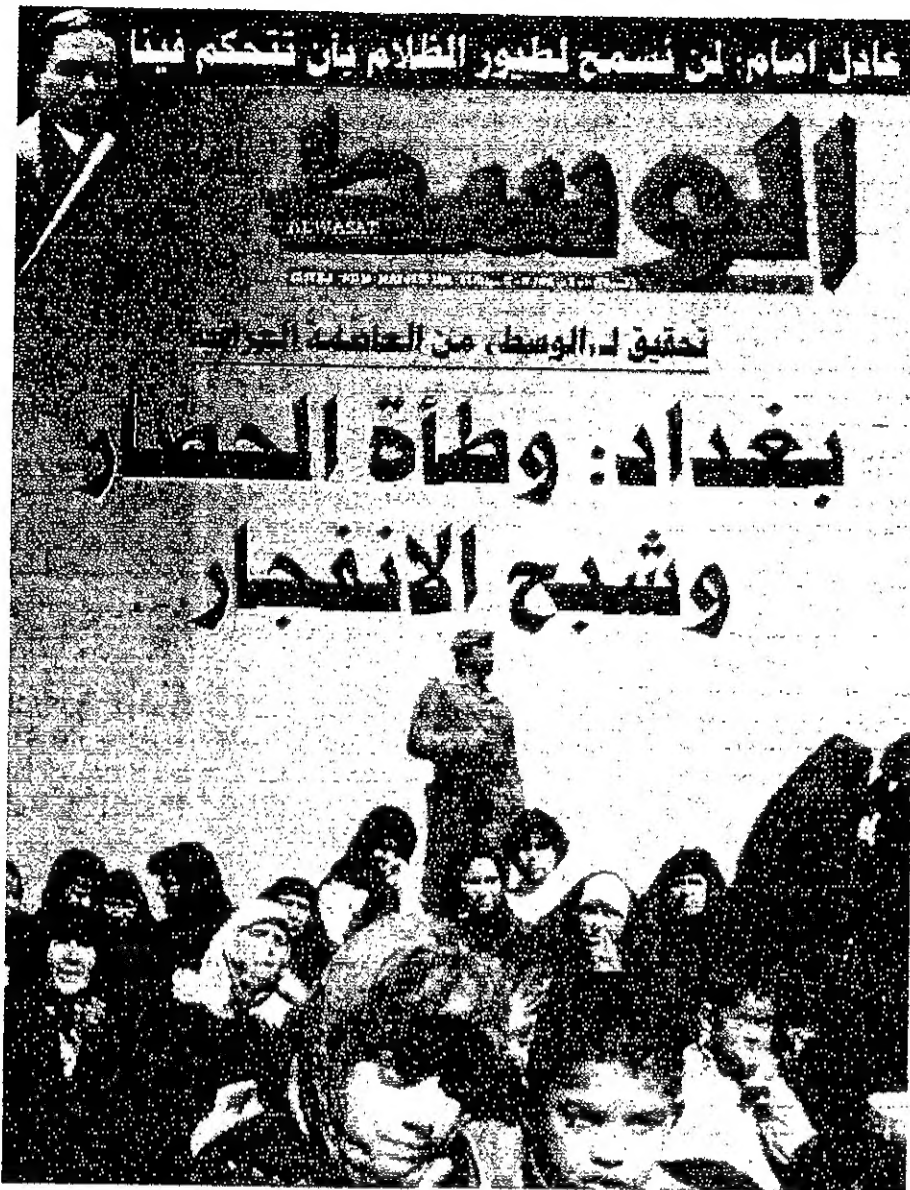 عادل امام: لن نسمح لطيور الظلام بأن تتحكم فينا
الوسط
ALWASAT
تحقيق لـ«الوسط» من العاصمة العراقية
بغداد: وطأة الحصار
وشبح الانفجار